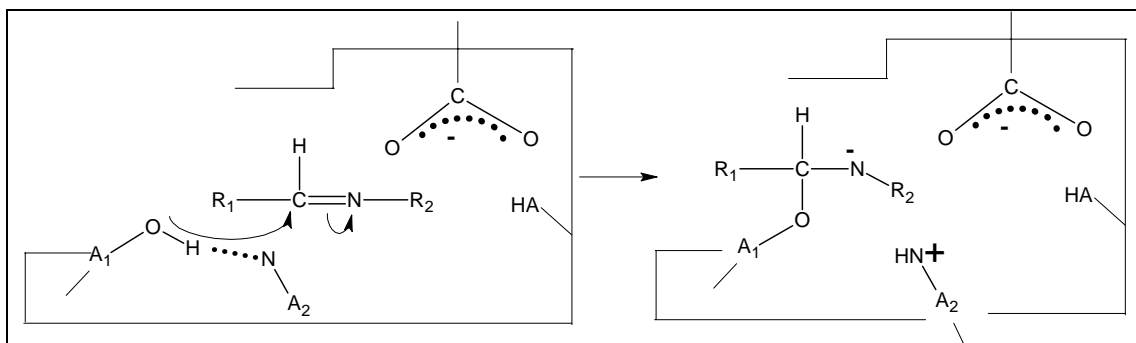 C C
O - O O - O
H H
R₁ C N R₂ R₁ C N -
R₂
HA HA
O O
A₁ H N A₁ HN+
A₂ A₂